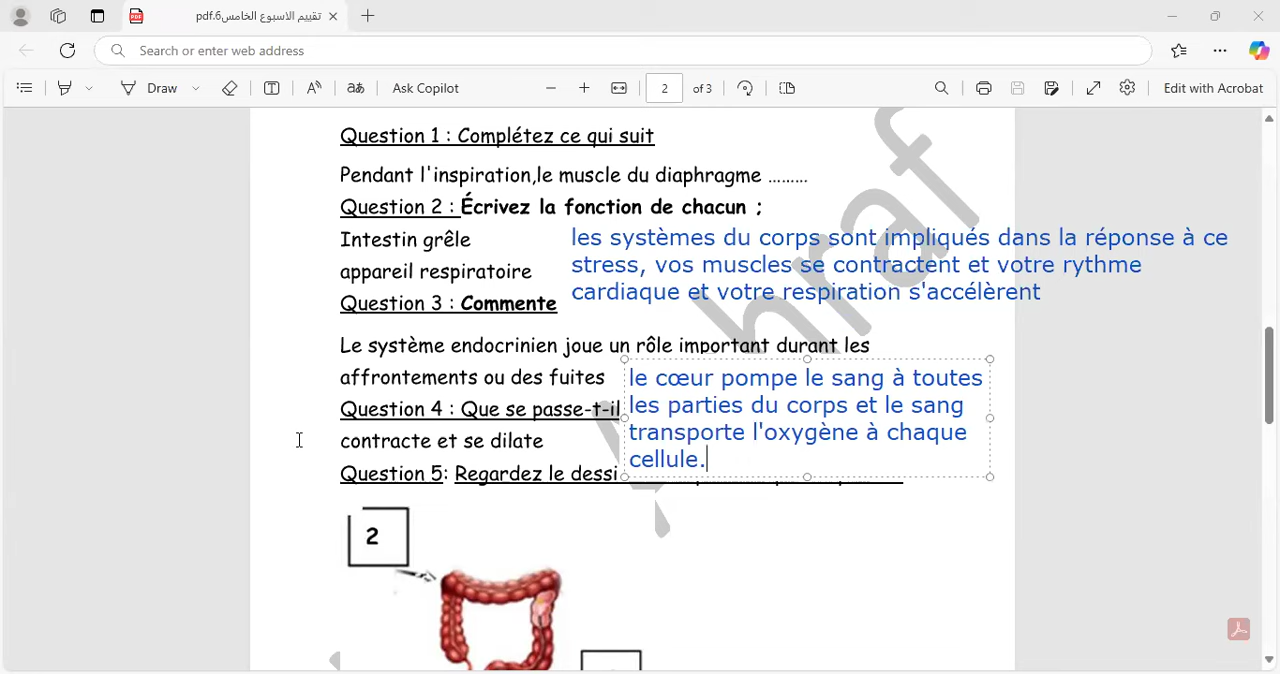 تقييم الاسبوع الخامس6.pdf
Search or enter web address
Draw
Ask Copilot
2
of 3
Edit with Acrobat
Question 1 : Complétez ce qui suit
Pendant l'inspiration,le muscle du diaphragme .........
Question 2 : Écrivez la fonction de chacun ;
Intestin grêle
appareil respiratoire
les systèmes du corps sont impliqués dans la réponse à ce
stress, vos muscles se contractent et votre rythme
cardiaque et votre respiration s'accélèrent
Question 3 : Commente
Le système endocrinien joue un rôle important durant les
affrontements ou des fuites
Question 4 : Que se passe-t-il
contracte et se dilate
le cœur pompe le sang à toutes
les parties du corps et le sang
transporte l'oxygène à chaque
cellule.
Question 5: Regardez le dessi
2
hraf